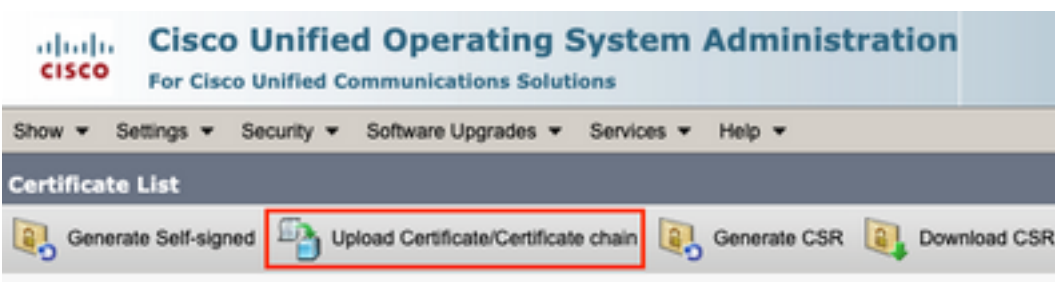 CISCO
Cisco Unified Operating System Administration
For Cisco Unified Communications Solutions
Show Settings Security Software Upgrades Services Help
Certificate List
Generate Self-signed Upload Certificate/Certificate chain Generate CSR Download CSR